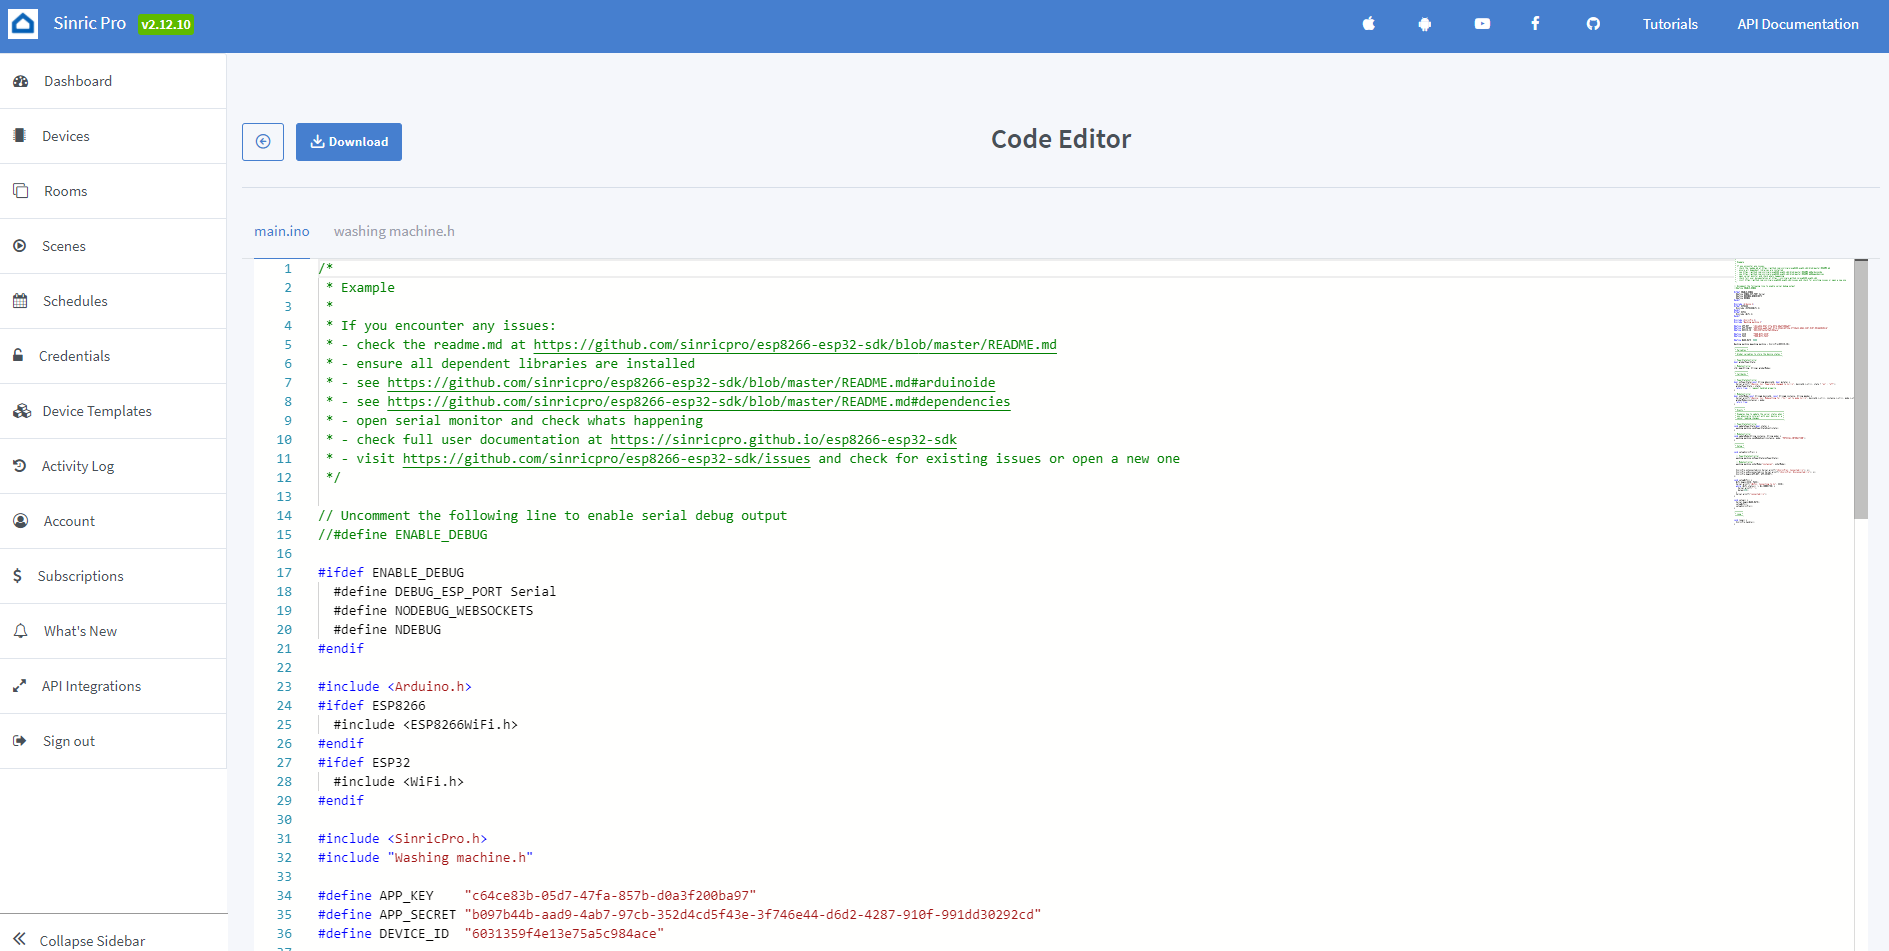 Sinric Pro v2.12.10
Tutorials
API Documentation
Dashboard
Devices
Rooms
Scenes
Schedules
Credentials
Device Templates
Activity Log
Account
Subscriptions
What's New
API Integrations
Sign out
Collapse Sidebar
Download
Code Editor
main.ino washing machine.h
1 /*
2 * Example
3 *
4 * If you encounter any issues:
5 * - check the readme.md at https://github.com/sinricpro/esp8266-esp32-sdk/blob/master/README.md
6 * - ensure all dependent libraries are installed
7 * - see https://github.com/sinricpro/esp8266-esp32-sdk/blob/master/README.md#arduinoide
8 * - see https://github.com/sinricpro/esp8266-esp32-sdk/blob/master/README.md#dependencies
9 * - open serial monitor and check whats happening
10 * - check full user documentation at https://sinricpro.github.io/esp8266-esp32-sdk
11 * - visit https://github.com/sinricpro/esp8266-esp32-sdk/issues and check for existing issues or open a new one
12 */
13
14 // Uncomment the following line to enable serial debug output
15 //#define ENABLE_DEBUG
16
17 #ifdef ENABLE_DEBUG
18 #define DEBUG_ESP_PORT Serial
19 #define NODEBUG_WEBSOCKETS
20 #define NDEBUG
21 #endif
22
23 #include <Arduino.h>
24 #ifdef ESP8266
25 #include <ESP8266WiFi.h>
26 #endif
27 #ifdef ESP32
28 #include <WiFi.h>
29 #endif
30
31 #include <SinricPro.h>
32 #include "Washing machine.h"
33
34 #define APP_KEY "c64ce83b-05d7-47fa-857b-d0a3f200ba97"
35 #define APP_SECRET "b097b44b-aad9-4ab7-97cb-352d4cd5f43e-3f746e44-d6d2-4287-910f-991dd30292cd"
36 #define DEVICE_ID "6031359f4e13e75a5c984ace"